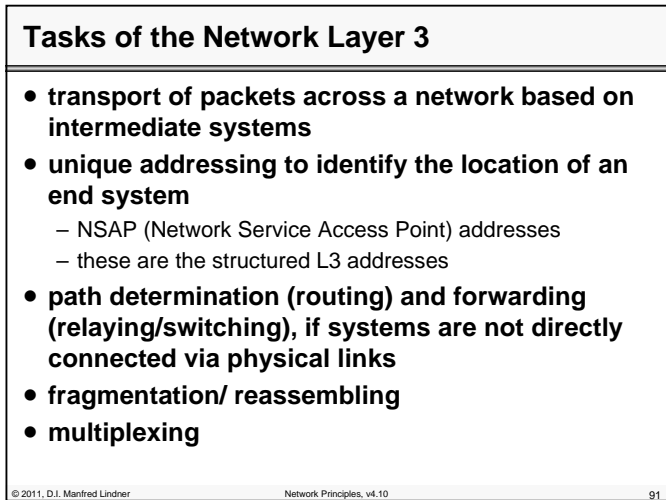 Tasks of the Network Layer 3
• transport of packets across a network based on
intermediate systems
• unique addressing to identify the location of an
end system
– NSAP (Network Service Access Point) addresses
– these are the structured L3 addresses
• path determination (routing) and forwarding
(relaying/switching), if systems are not directly
connected via physical links
• fragmentation/ reassembling
• multiplexing
© 2011, D.I. Manfred Lindner Network Principles, v4.10 91